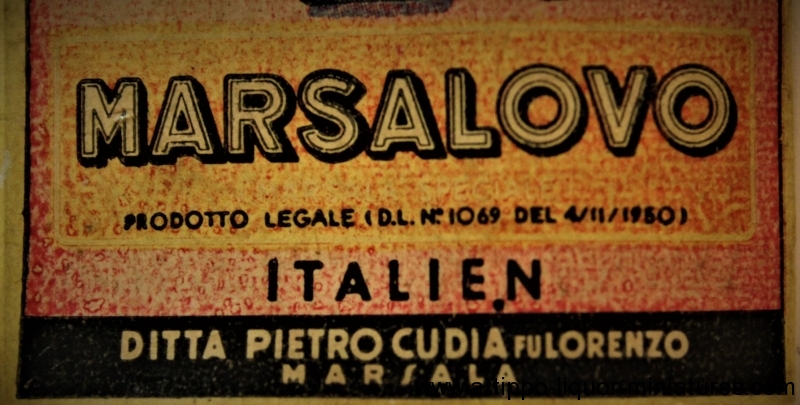 MARSALOVO
PRODOTTO LEGALE (D.L. Nº 1069 DEL 4/11/1950)
ITALIEN
DITTA PIETRO CUDIA FU LORENZO
MARSALA